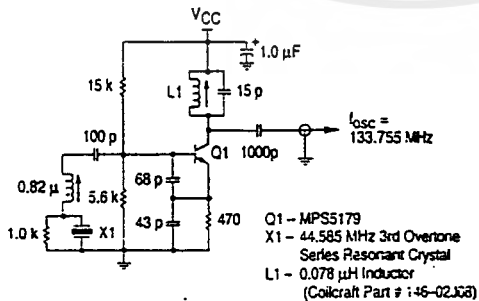 VCC
+
1.0 µF
15 k
L1
15 p
fosc =
133.755 MHz
100 p
Q1
1000p
0.82 µ
68 p
5.6 k
43 p
470
1.0 k
X1
Q1 – MPS5179
X1 – 44.585 MHz 3rd Overtone
Series Resonant Crystal
L1 – 0.078 µH Inductor
(Coilcraft Part # 146–02J08)